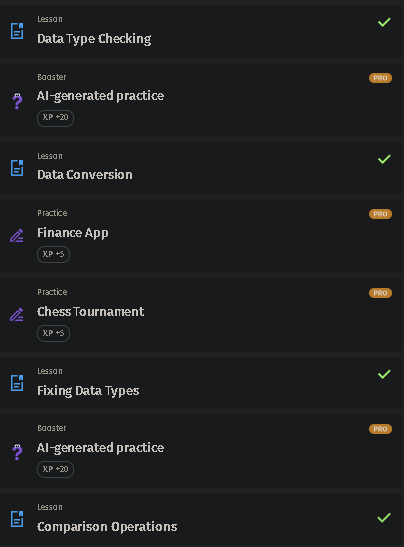 Lesson
Data Type Checking
Booster
PRO
AI-generated practice
XP +20
Lesson
Data Conversion
Practice
PRO
Finance App
XP +5
Practice
PRO
Chess Tournament
XP +5
Lesson
Fixing Data Types
Booster
PRO
AI-generated practice
XP +20
Lesson
Comparison Operations